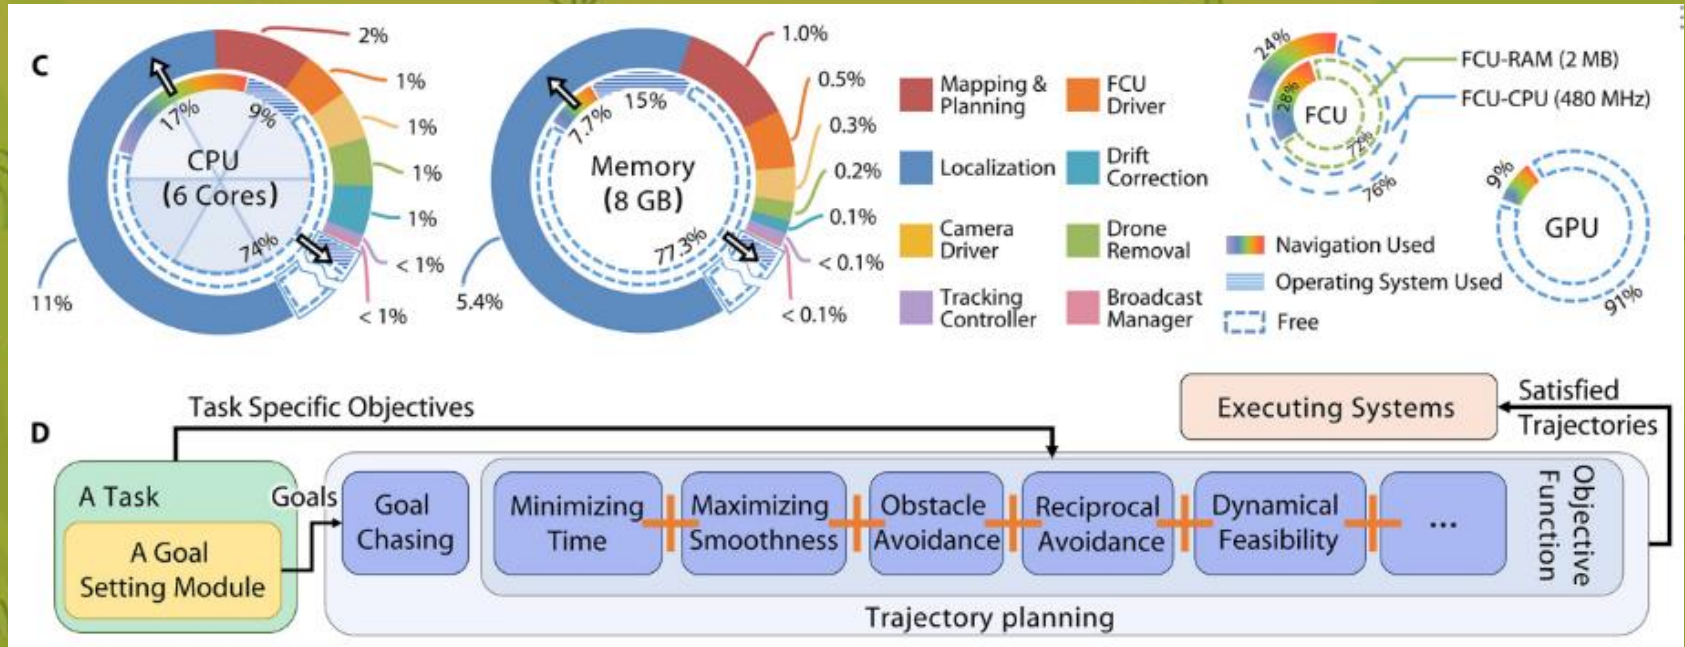 C
2%
1%
1%
1%
1%
< 1%
< 1%
11%
17%
9%
74%
CPU
(6 Cores)
1.0%
0.5%
0.3%
0.2%
0.1%
< 0.1%
< 0.1%
5.4%
7.7%
15%
77.3%
Memory
(8 GB)
Mapping &
Planning
FCU
Driver
Localization
Drift
Correction
Camera
Driver
Drone
Removal
Tracking
Controller
Broadcast
Manager
24%
28%
FCU
72%
76%
FCU-RAM (2 MB)
FCU-CPU (480 MHz)
Navigation Used
Operating System Used
Free
9%
GPU
91%
D
Task Specific Objectives
Executing Systems
Satisfied
Trajectories
A Task
A Goal
Setting Module
Goals
Goal
Chasing
Minimizing
Time
Maximizing
Smoothness
Obstacle
Avoidance
Reciprocal
Avoidance
Dynamical
Feasibility
...
Objective
Function
Trajectory planning